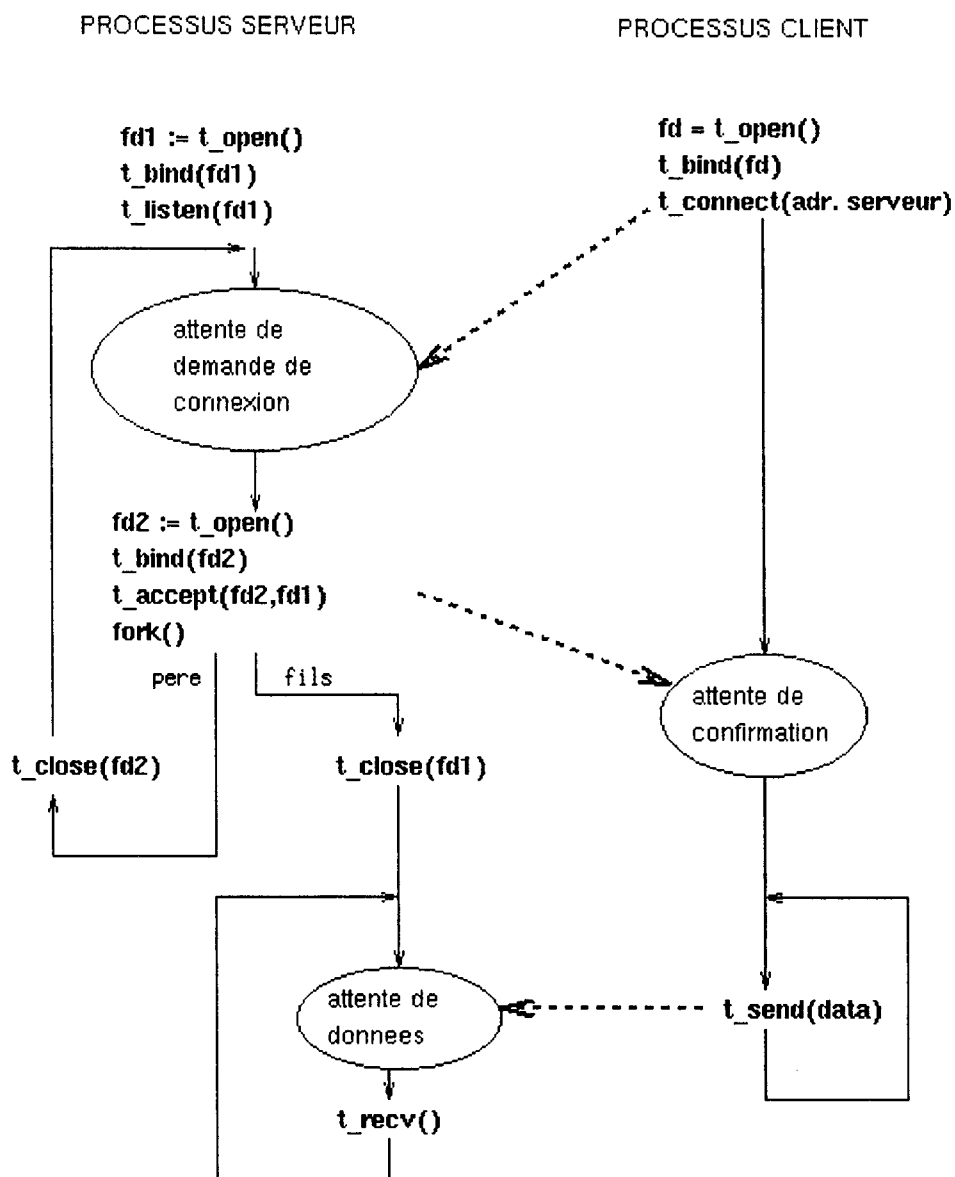 PROCESSUS SERVEUR
PROCESSUS CLIENT
fd1 := t_open()
t_bind(fd1)
t_listen(fd1)
fd = t_open()
t_bind(fd)
t_connect(adr. serveur)
attente de
demande de
connexion
fd2 := t_open()
t_bind(fd2)
t_accept(fd2,fd1)
fork()
pere
fils
attente de
confirmation
t_close(fd2)
t_close(fd1)
attente de
donnees
t_send(data)
t_recv()